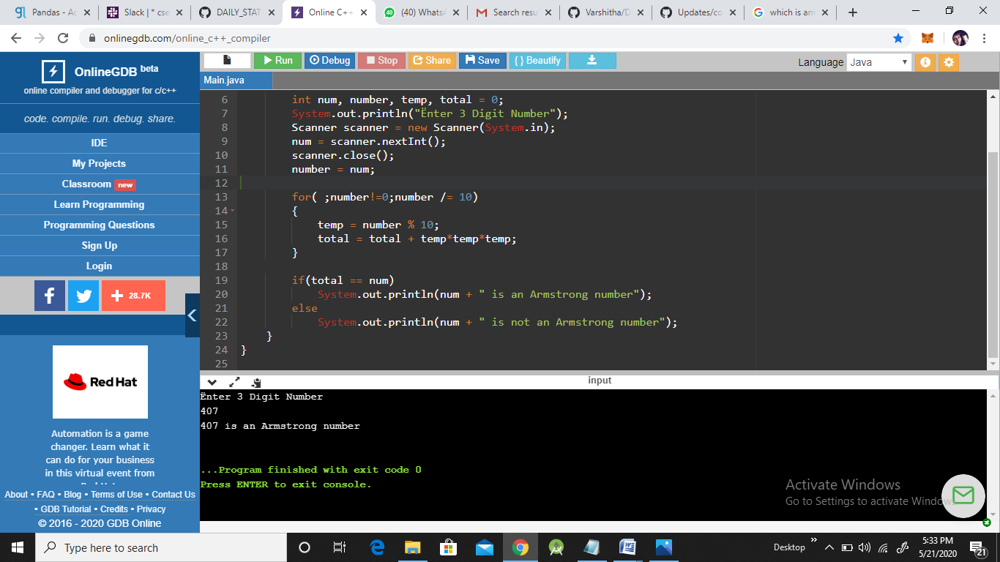 Pandas - Ac
Slack | * cse
DAILY_STAT
Online C++
(40) WhatsA
Search resu
Varshitha/D
Updates/co
which is arn
onlinegdb.com/online_c++_compiler
OnlineGDB beta
online compiler and debugger for c/c++
code. compile. run. debug. share.
IDE
My Projects
Classroom new
Learn Programming
Programming Questions
Sign Up
Login
28.7K
Red Hat
Automation is a game
changer. Learn what it
can do for your business
in this virtual event from
About • FAQ • Blog • Terms of Use • Contact Us
• GDB Tutorial • Credits • Privacy
© 2016 - 2020 GDB Online
Run Debug Stop Share Save { } Beautify
Language Java
Main.java
6 int num, number, temp, total = 0;
7 System.out.println("Ënter 3 Digit Number");
8 Scanner scanner = new Scanner(System.in);
9 num = scanner.nextInt();
10 scanner.close();
11 number = num;
12
13 for( ;number!=0;number /= 10)
14 {
15 temp = number % 10;
16 total = total + temp*temp*temp;
17 }
18
19 if(total == num)
20 System.out.println(num + " is an Armstrong number");
21 else
22 System.out.println(num + " is not an Armstrong number");
23 }
24 }
25
input
Ënter 3 Digit Number
407
407 is an Armstrong number
...Program finished with exit code 0
Press ENTER to exit console.
Activate Windows
Go to Settings to activate Windows.
Type here to search
Desktop
5:33 PM
5/21/2020
21